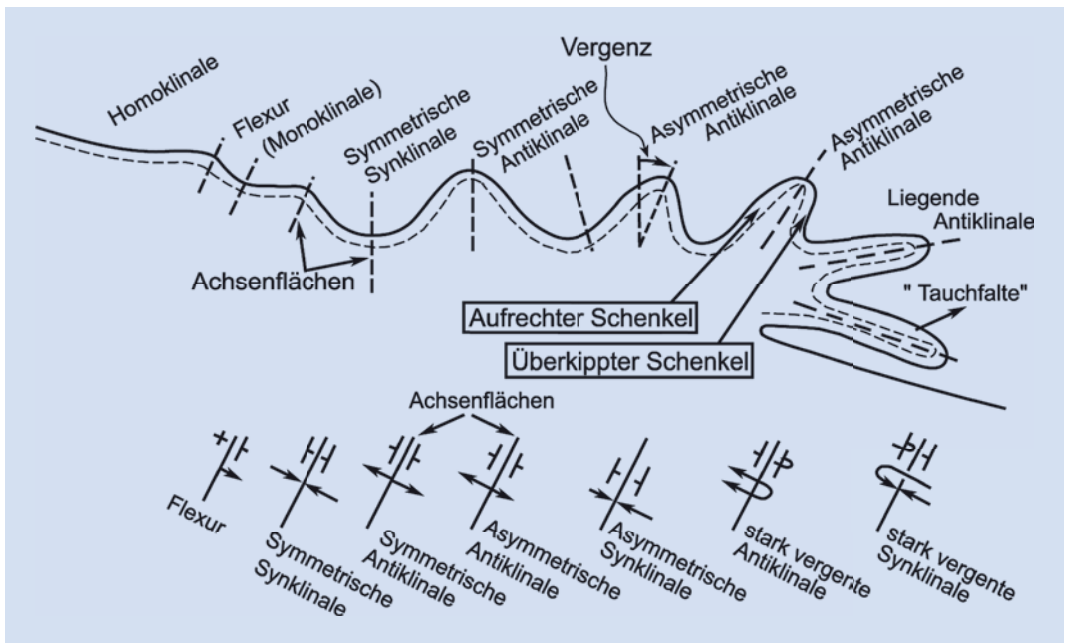 Homoklinale
Flexur
(Monoklinale)
Symmetrische
Synklinale
Symmetrische
Antiklinale
Vergenz
Asymmetrische
Antiklinale
Asymmetrische
Antiklinale
Liegende
Antiklinale
" Tauchfalte"
Achsenflächen
Aufrechter Schenkel
Überkippter Schenkel
Achsenflächen
Flexur
Symmetrische
Synklinale
Symmetrische
Antiklinale
Asymmetrische
Antiklinale
Asymmetrische
Synklinale
stark vergente
Antiklinale
stark vergente
Synklinale